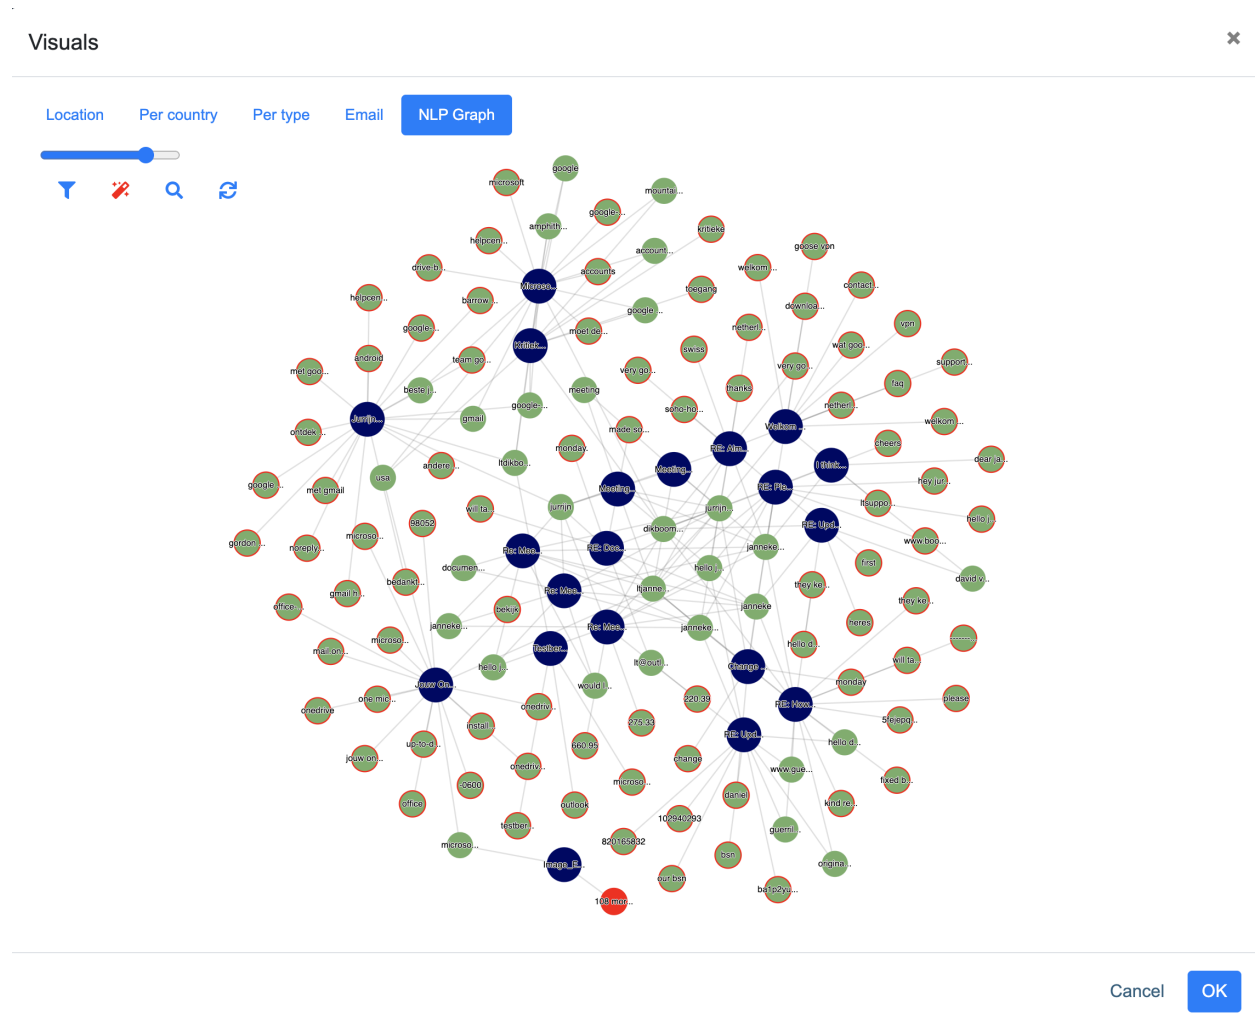 Visuals
Location
Per country
Per type
Email
NLP Graph
google
microsoft
mountai...
google-...
amphith...
kritieke
helpcen...
goose vpn
account...
drive-b...
accounts
welkom ...
contact...
Microso...
toegang
helpcen...
barrow ...
downloa...
google ...
google-...
moet de...
netherl...
vpn
Kritiek...
wat goo...
swiss
android
team.go...
support...
met goo...
very go...
very go...
faq
beste j...
meeting
thanks
google-...
netherl...
soho-ho...
gmail
Jurrijn...
welkom ...
made so...
Welkom ...
ontdek ...
cheers
monday.
RE: Alm...
dear ja...
ltdikbo...
andere ...
I think...
Meeting...
usa
hey jur...
google ...
RE: Ple...
met gmail
Meeting...
ltsuppo...
will ta...
jurrijn
jurrijn...
hello j...
98052
RE: Upd...
dikboom...
microso...
www.boo...
gordon ...
noreply...
RE: Doc...
janneke...
Re: Mee...
first
documen...
hello j...
david v...
bedankt...
they ke...
ltjanne...
Re: Mee...
gmail h...
they ke...
office-...
bekijk
janneke
heres
janneke...
janneke...
Re: Mee...
microso...
hello d...
--------...
mail on...
Testber...
will ta...
lt@outl...
hello j...
Change ...
monday
Jouw On...
would l...
one mic...
220.39
please
onedrive
onedriv...
RE: How...
275.33
5fejepq...
install...
RE: Upd...
up-to-d...
hello d...
660.95
jouw on...
change
onedriv...
www.gue...
microso...
fixed b...
-0600
daniel
office
outlook
kind re...
102940293
testber...
guerril...
820165832
microso...
bsn
Image_E...
origina...
our bsn
ba1p2yu...
108 mor...
Cancel
OK